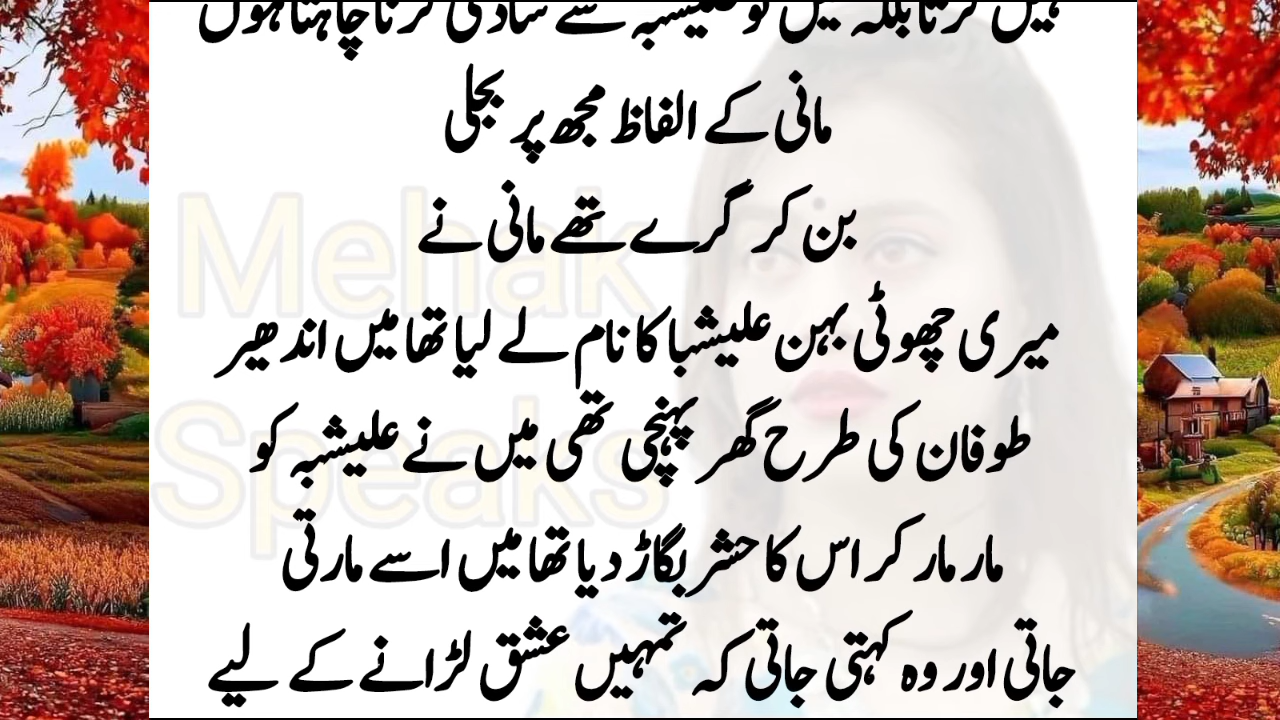 کرنا بلکہ میں تو علیشبہ سے شادی کرنا چاہتا ہوں
مانی کے الفاظ مجھ پر بجلی
بن کر گرے تھے مانی نے
میری چھوٹی بہن علیشبا کا نام لے لیا تھا میں اندھیر
طوفان کی طرح گھر پہنچی تھی میں نے علیشبہ کو
مار مار کر اس کا حشر بگاڑ دیا تھا میں اسے مارتی
جاتی اور وہ کہتی جاتی کہ تمہیں عشق لڑانے کے لیے
Mehak
Speaks